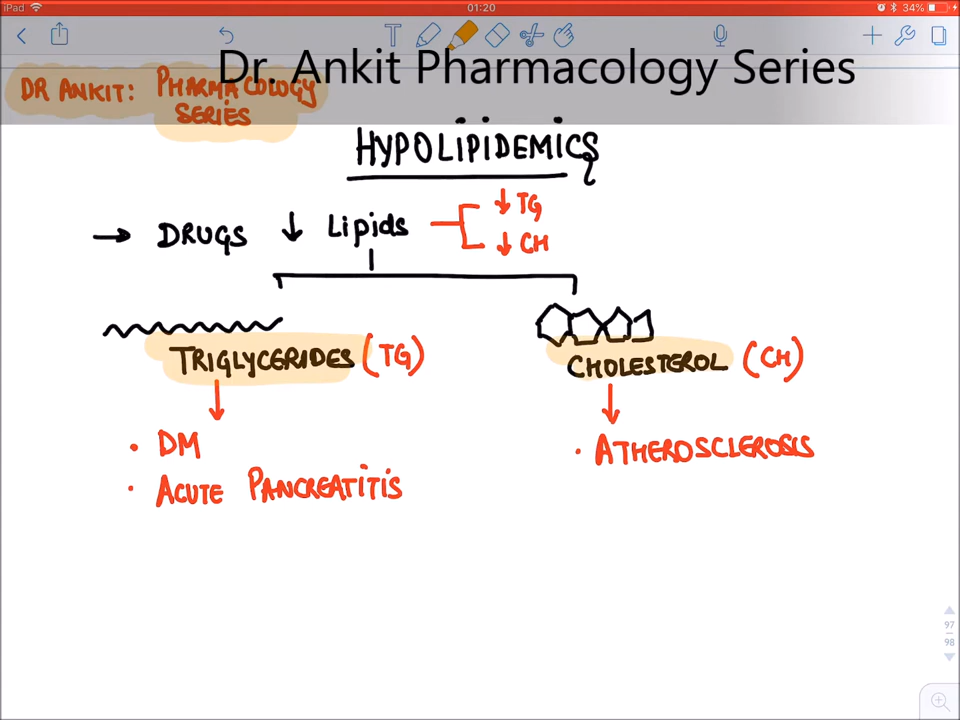 iPad 01:20 34%
Dr. Ankit Pharmacology Series
DR ANKIT: PHARMACOLOGY
SERIES
HYPOLIPIDEMICS
→ DRUGS ↓ Lipids
↓ TG
↓ CH
TRIGLYCERIDES (TG)
CHOLESTEROL (CH)
• DM
• ACUTE PANCREATITIS
• ATHEROSCLEROSIS
97
98